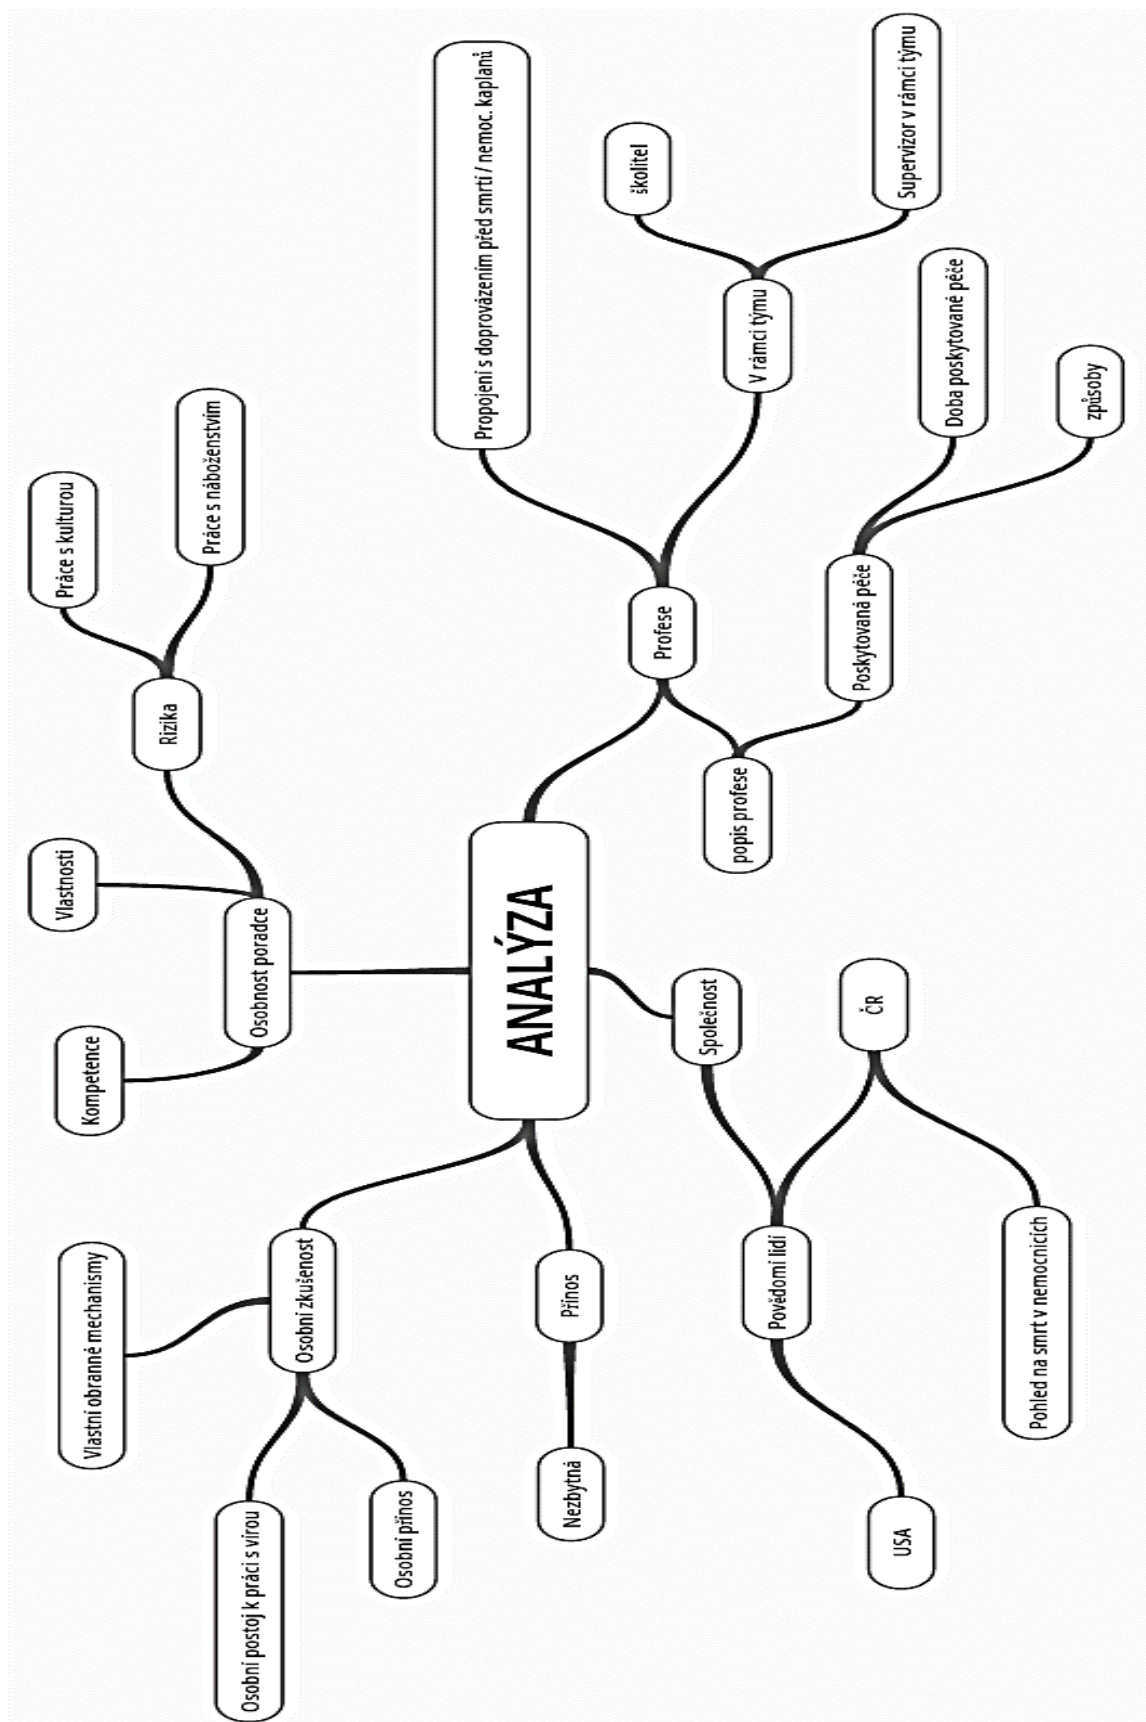 Vlastní obranné mechanismy
Kompetence
Vlastnosti
Práce s kulturou
Rizika
Práce s náboženstvím
Osobní postoj k práci s vírou
Osobnost poradce
Osobní zkušenost
Osobní přínos
Propojení s doprovázením před smrtí / nemoc. kaplanů
ANALÝZA
Nezbytná
Přínos
školitel
Profese
Společnost
popis profese
V rámci týmu
Povědomí lidí
Poskytovaná péče
USA
ČR
Supervizor v rámci týmu
Doba poskytované péče
Pohled na smrt v nemocnicích
způsoby